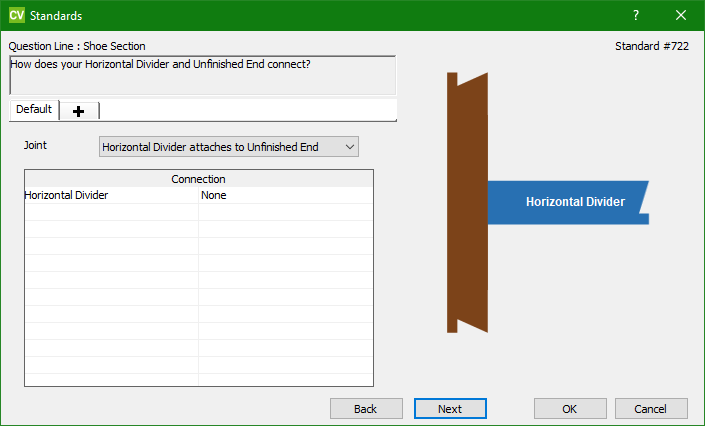 CV Standards
?
Question Line : Shoe Section
Standard #722
How does your Horizontal Divider and Unfinished End connect?
Default
Joint
Horizontal Divider attaches to Unfinished End
Connection
Horizontal Divider None
Horizontal Divider
Back Next OK Cancel